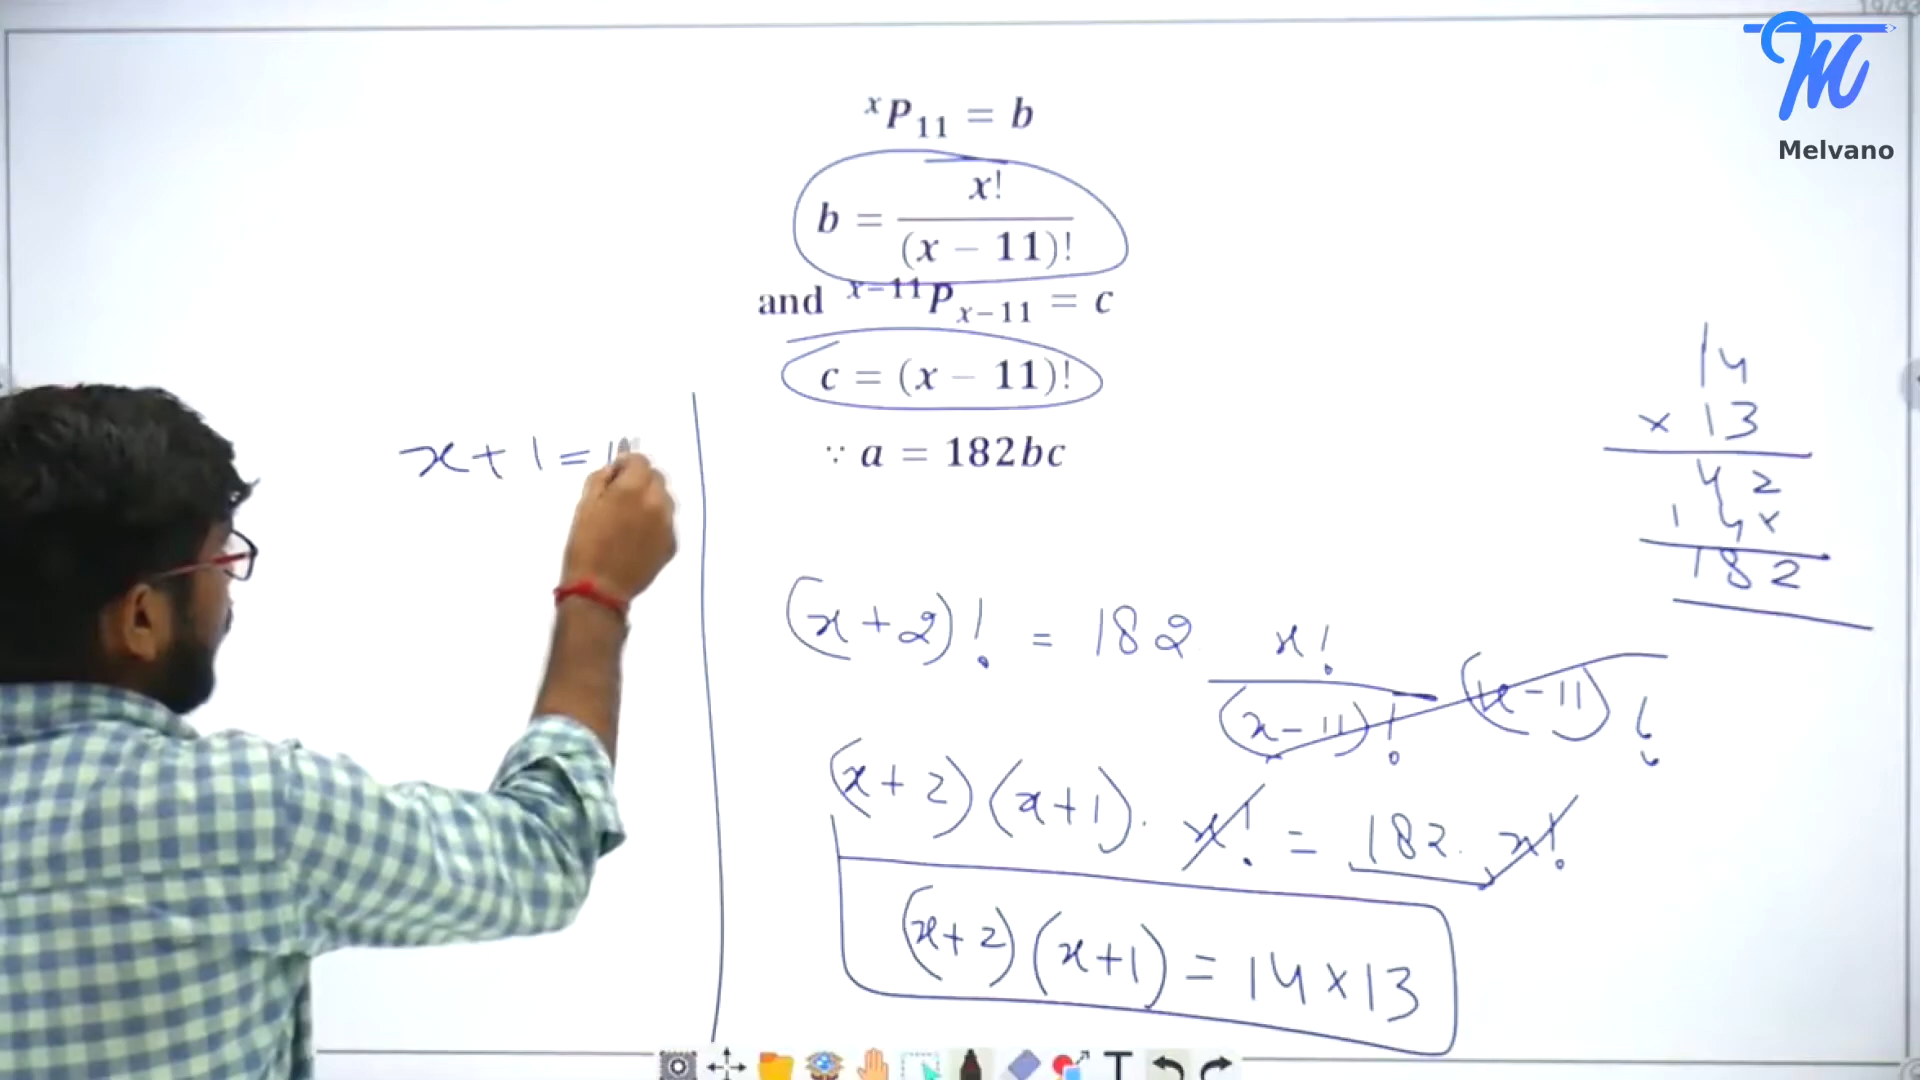 Melvano
ˣP₁₁ = b
b = x! / (x − 11)!
and ˣ⁻¹¹Pₓ₋₁₁ = c
c = (x − 11)!
∵ a = 182bc
x + 1 =
14
× 13
42
14×
182
(x + 2)! = 182 x! / (x − 11)! (x − 11)!
(x + 2)(x + 1). x! = 182. x!
(x + 2)(x + 1) = 14 × 13
T